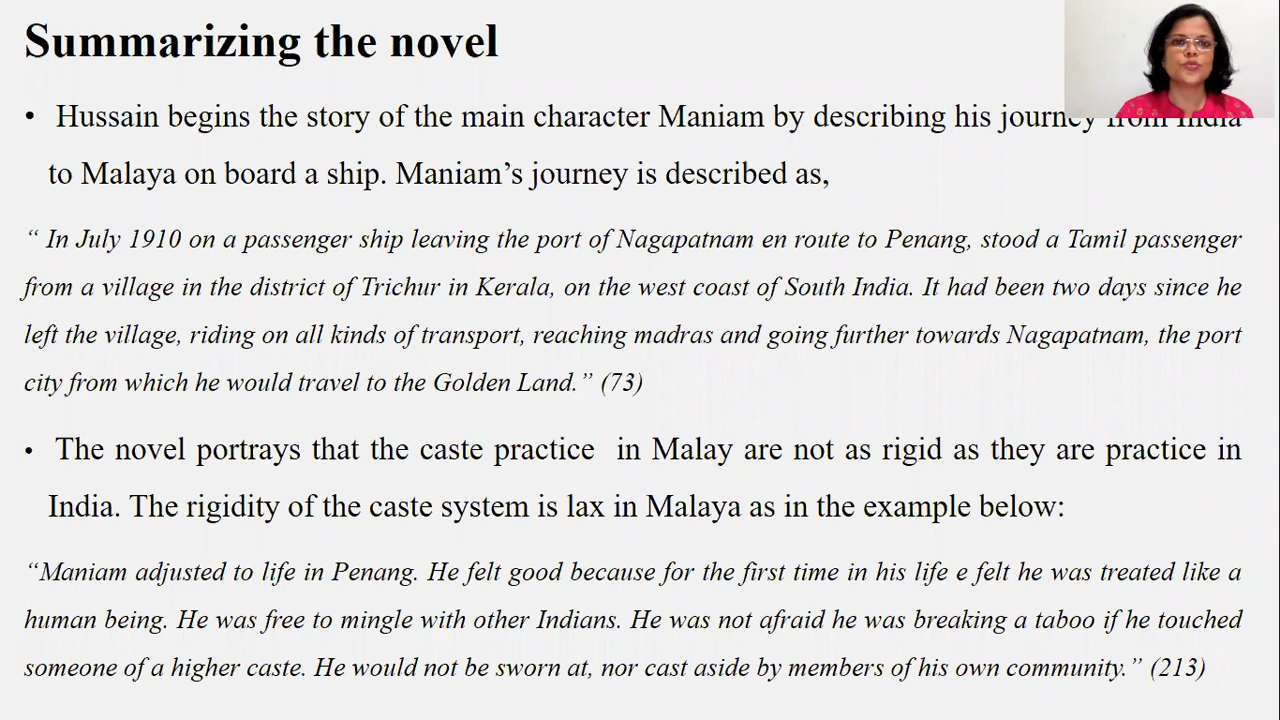 Summarizing the novel
• Hussain begins the story of the main character Maniam by describing his journey from India
to Malaya on board a ship. Maniam’s journey is described as,
“ In July 1910 on a passenger ship leaving the port of Nagapatnam en route to Penang, stood a Tamil passenger
from a village in the district of Trichur in Kerala, on the west coast of South India. It had been two days since he
left the village, riding on all kinds of transport, reaching madras and going further towards Nagapatnam, the port
city from which he would travel to the Golden Land.” (73)
• The novel portrays that the caste practice in Malay are not as rigid as they are practice in
India. The rigidity of the caste system is lax in Malaya as in the example below:
“Maniam adjusted to life in Penang. He felt good because for the first time in his life e felt he was treated like a
human being. He was free to mingle with other Indians. He was not afraid he was breaking a taboo if he touched
someone of a higher caste. He would not be sworn at, nor cast aside by members of his own community.” (213)